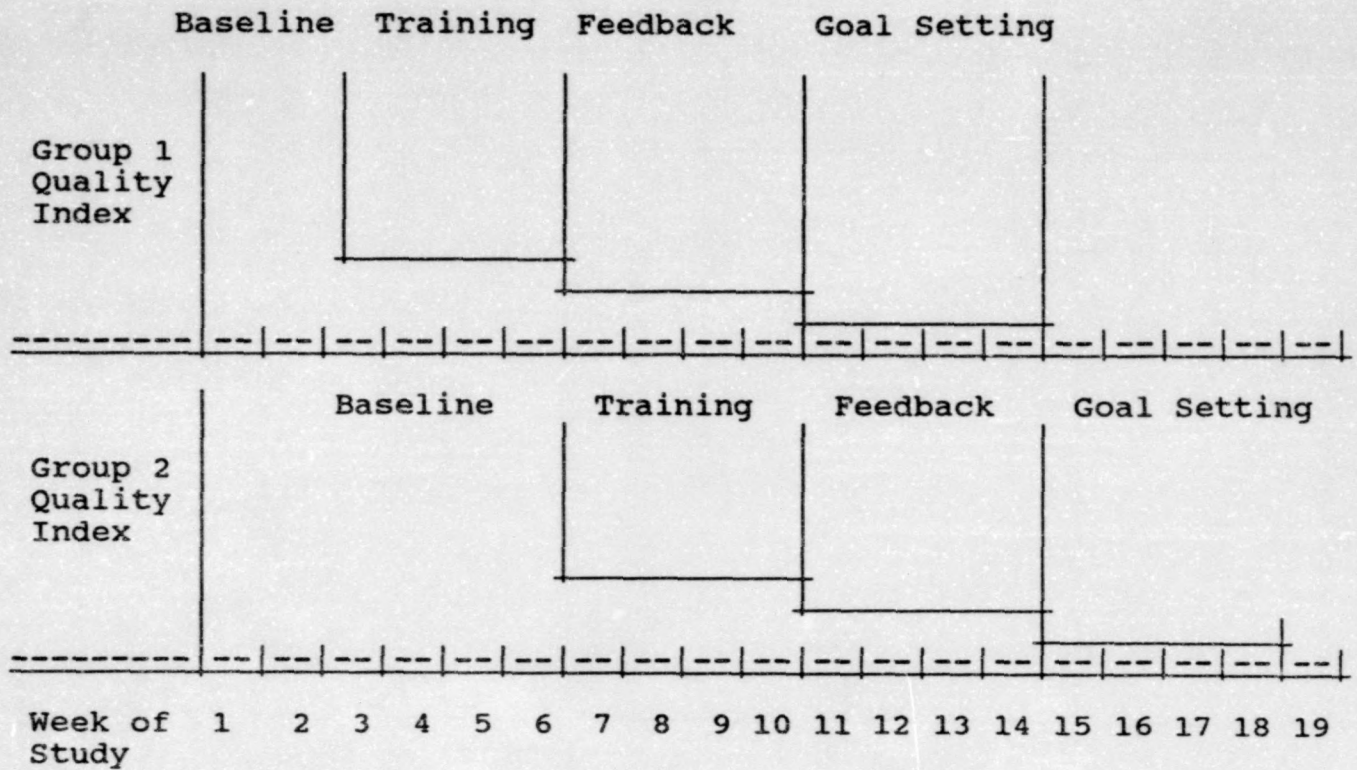 Baseline Training Feedback Goal Setting
Group 1
Quality
Index
Baseline Training Feedback Goal Setting
Group 2
Quality
Index
Week of 1 2 3 4 5 6 7 8 9 10 11 12 13 14 15 16 17 18 19
Study